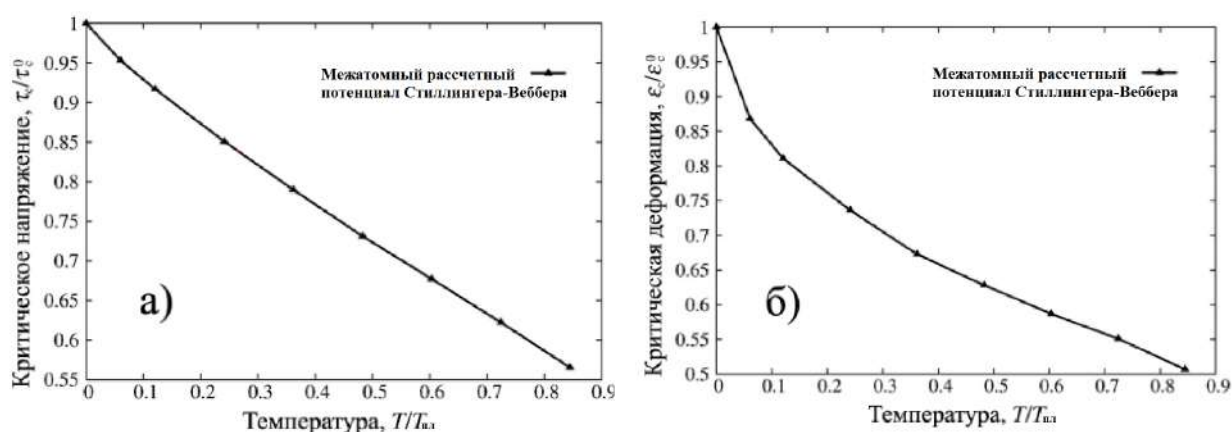 1
0.95
0.9
0.85
0.8
0.75
0.7
0.65
0.6
0.55
0 0.1 0.2 0.3 0.4 0.5 0.6 0.7 0.8 0.9
Критическое напряжение, τc/τc0
Температура, T/Tпл
Межатомный рассчетный
потенциал Стиллингера-Веббера
а)
1
0.95
0.9
0.85
0.8
0.75
0.7
0.65
0.6
0.55
0.5
0 0.1 0.2 0.3 0.4 0.5 0.6 0.7 0.8 0.9
Критическая деформация, εc/εc0
Температура, T/Tпл
Межатомный рассчетный
потенциал Стиллингера-Веббера
б)